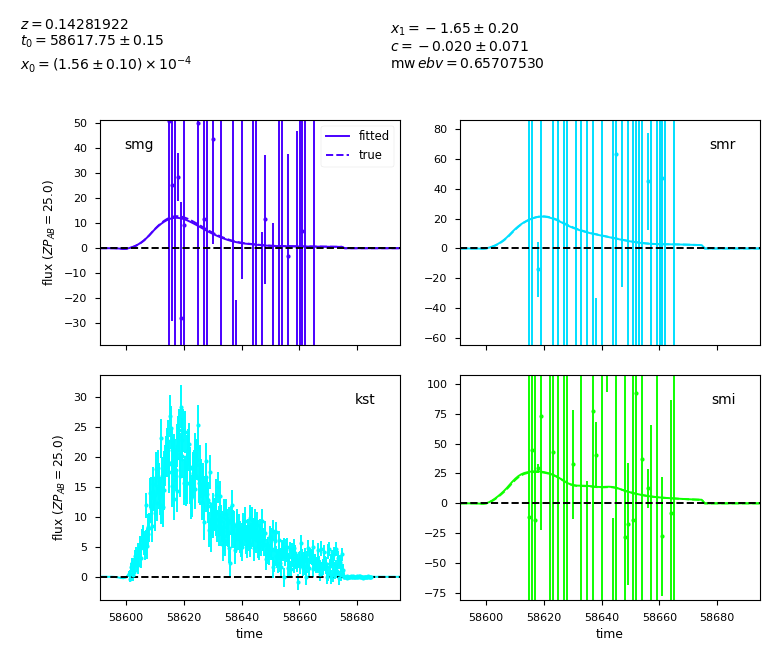 z = 0.14281922
t₀ = 58617.75 ± 0.15
x₀ = (1.56 ± 0.10) × 10⁻⁴
x₁ = −1.65 ± 0.20
c = −0.020 ± 0.071
mw ebv = 0.65707530
smg
fitted
true
50
40
30
20
10
0
−10
−20
−30
flux (ZP_AB = 25.0)
smr
80
60
40
20
0
−20
−40
−60
kst
30
25
20
15
10
5
0
flux (ZP_AB = 25.0)
58600 58620 58640 58660 58680
time
smi
100
75
50
25
0
−25
−50
−75
58600 58620 58640 58660 58680
time